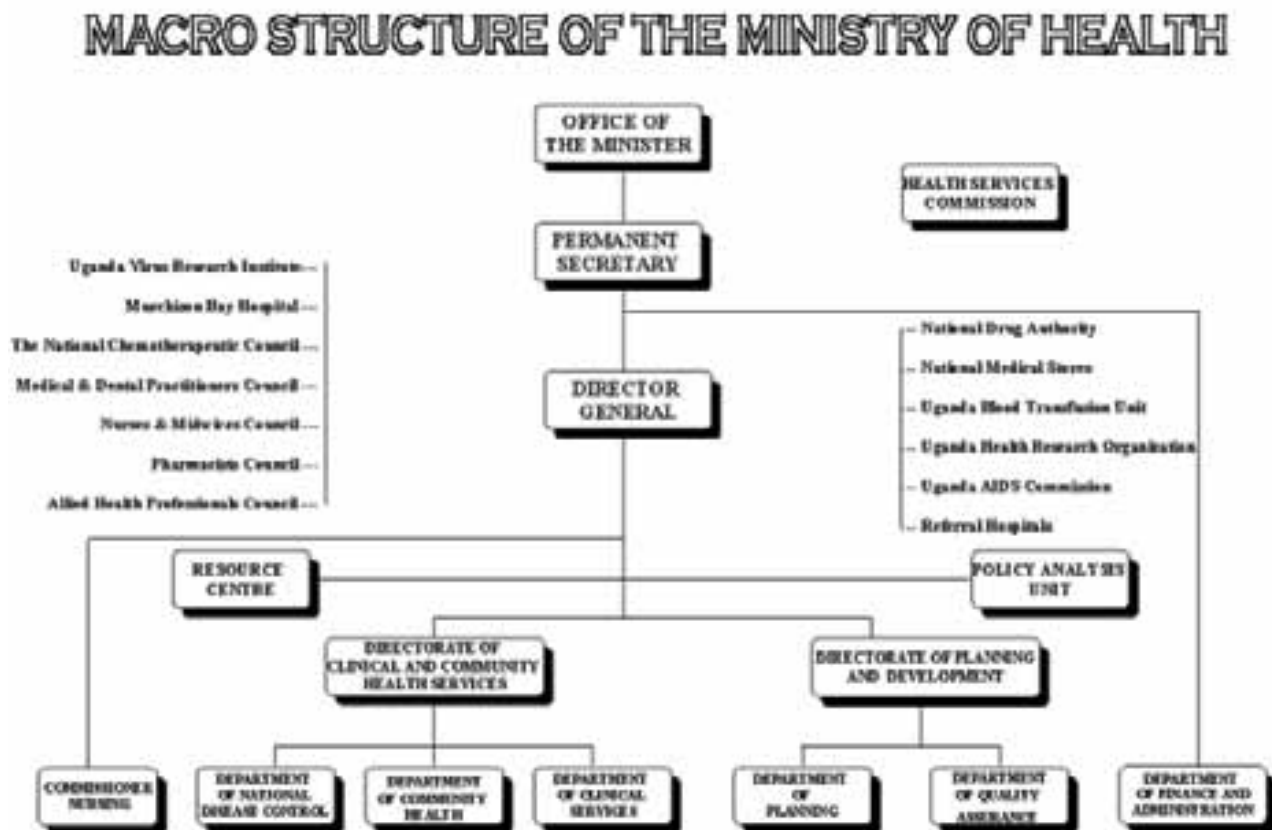 MACRO STRUCTURE OF THE MINISTRY OF HEALTH
OFFICE OF
THE MINISTER
HEALTH SERVICES
COMMISSION
PERMANENT
SECRETARY
Uganda Virus Research Institute
Murchison Bay Hospital
The National Chemotherapeutic Council
Medical & Dental Practitioners Council
Nurses & Midwives Council
Pharmacists Council
Allied Health Professionals Council
National Drug Authority
National Medical Stores
Uganda Blood Transfusion Unit
Uganda Health Research Organization
Uganda AIDS Commission
Referral Hospitals
DIRECTOR
GENERAL
RESOURCE
CENTRE
POLICY ANALYSIS
UNIT
DIRECTORATE OF
CLINICAL AND COMMUNITY
HEALTH SERVICES
DIRECTORATE OF PLANNING
AND DEVELOPMENT
COMMISSIONER
NURSING
DEPARTMENT
OF NATIONAL
DISEASE CONTROL
DEPARTMENT
OF COMMUNITY
HEALTH
DEPARTMENT
OF CLINICAL
SERVICES
DEPARTMENT
OF
PLANNING
DEPARTMENT
OF QUALITY
ASSURANCE
DEPARTMENT
OF FINANCE AND
ADMINISTRATION